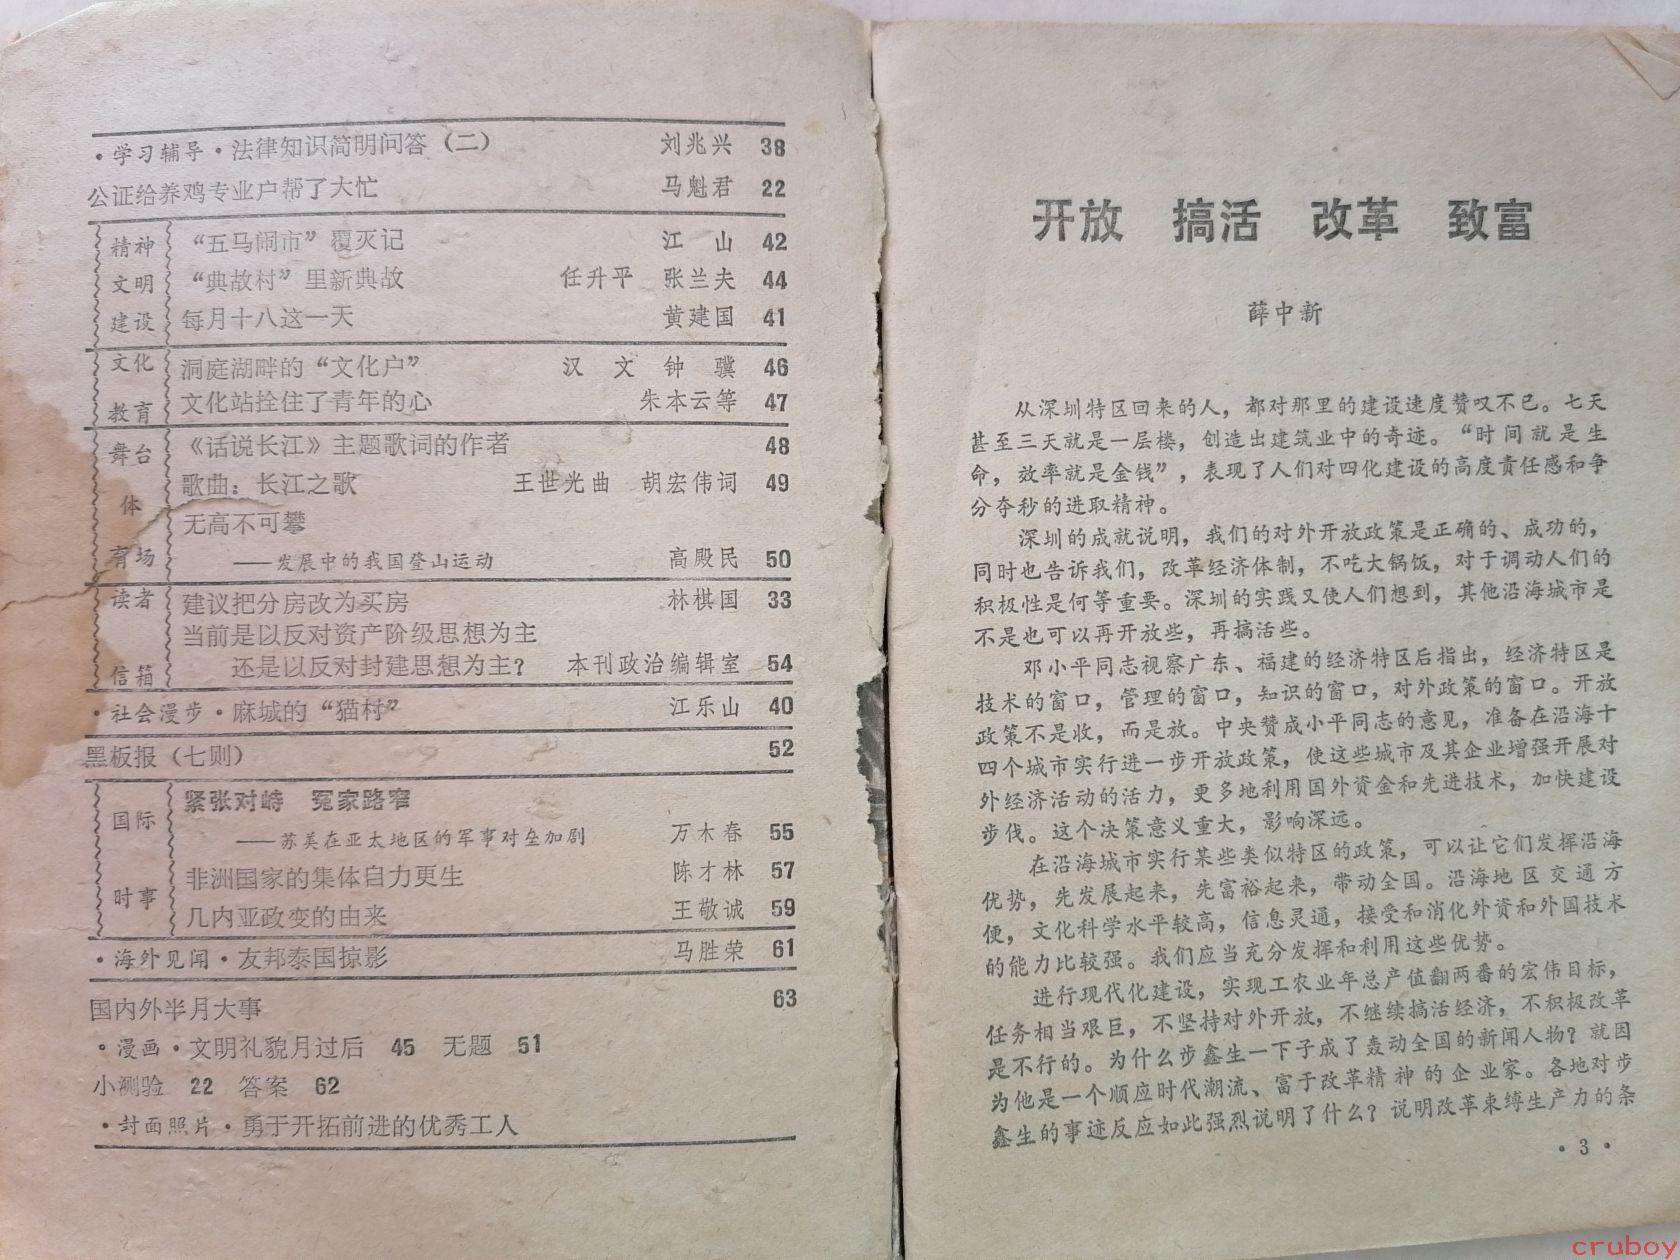 ·学习辅导·法律知识简明问答（二） 刘兆兴 38
公证给养鸡专业户帮了大忙 马魁君 22
精神 “五马闹市”覆灭记 江 山 42
文明 “典故村”里新典故 任升平 张兰夫 44
建设 每月十八这一天 黄建国 41
文化 洞庭湖畔的“文化户” 汉 文 钟 骥 46
教育 文化站拴住了青年的心 朱本云等 47
舞台 《话说长江》主题歌词的作者 48
歌曲：长江之歌 王世光曲 胡宏伟词 49
体 无高不可攀
育场 ——发展中的我国登山运动 高殿民 50
读者 建议把分房改为买房 林棋国 33
当前是以反对资产阶级思想为主
信箱 还是以反对封建思想为主？ 本刊政治编辑室 54
·社会漫步·麻城的“猫村” 江乐山 40
黑板报（七则） 52
国际 紧张对峙 冤家路窄
——苏美在亚太地区的军事对垒加剧 万木春 55
非洲国家的集体自力更生 陈才林 57
时事 几内亚政变的由来 王敬诚 59
·海外见闻·友邦泰国掠影 马胜荣 61
国内外半月大事 63
·漫画·文明礼貌月过后 45 无题 51
小测验 22 答案 62
·封面照片·勇于开拓前进的优秀工人
开放 搞活 改革 致富
薛中新
从深圳特区回来的人，都对那里的建设速度赞叹不已。七天
甚至三天就是一层楼，创造出建筑业中的奇迹。“时间就是生
命，效率就是金钱”，表现了人们对四化建设的高度责任感和争
分夺秒的进取精神。
深圳的成就说明，我们的对外开放政策是正确的、成功的，
同时也告诉我们，改革经济体制，不吃大锅饭，对于调动人们的
积极性是何等重要。深圳的实践又使人们想到，其他沿海城市是
不是也可以再开放些，再搞活些。
邓小平同志视察广东、福建的经济特区后指出，经济特区是
技术的窗口，管理的窗口，知识的窗口，对外政策的窗口。开放
政策不是收，而是放。中央赞成小平同志的意见，准备在沿海十
四个城市实行进一步开放政策，使这些城市及其企业增强开展对
外经济活动的活力，更多地利用国外资金和先进技术，加快建设
步伐。这个决策意义重大，影响深远。
在沿海城市实行某些类似特区的政策，可以让它们发挥沿海
优势，先发展起来，先富裕起来，带动全国。沿海地区交通方
便，文化科学水平较高，信息灵通，接受和消化外资和外国技术
的能力比较强。我们应当充分发挥和利用这些优势。
进行现代化建设，实现工农业年总产值翻两番的宏伟目标，
任务相当艰巨，不坚持对外开放，不继续搞活经济，不积极改革
是不行的。为什么步鑫生一下子成了轰动全国的新闻人物？就因
为他是一个顺应时代潮流、富于改革精神的企业家。各地对步
鑫生的事迹反应如此强烈说明了什么？说明改革束缚生产力的条
·3·
cruboy